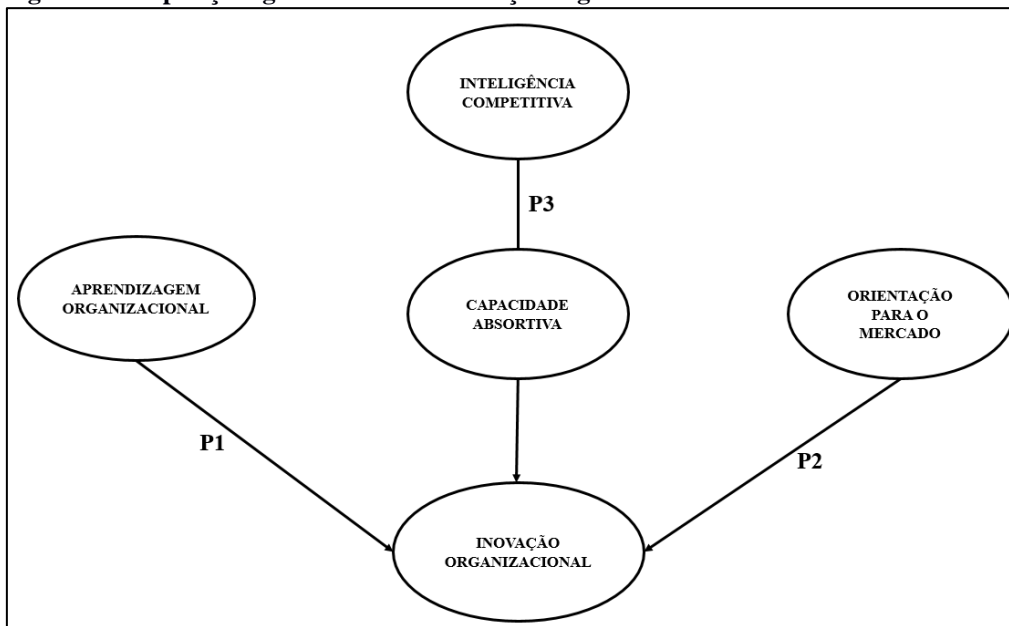 INTELIGÊNCIA
COMPETITIVA
P3
APRENDIZAGEM
ORGANIZACIONAL
CAPACIDADE
ABSORTIVA
ORIENTAÇÃO
PARA O
MERCADO
P1
P2
INOVAÇÃO
ORGANIZACIONAL